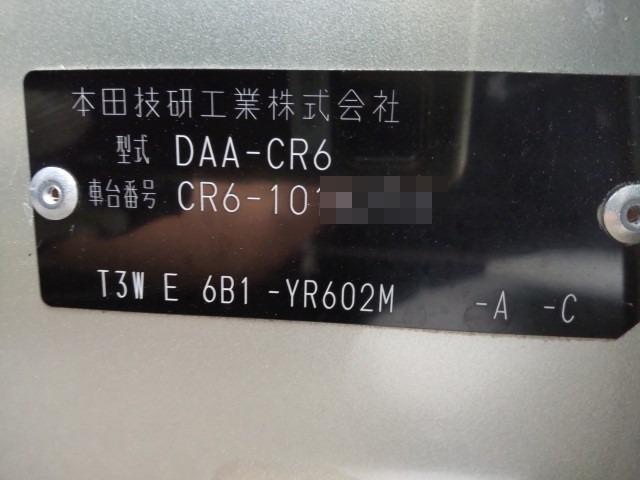 本田技研工業株式会社
型式 DAA-CR6
車台番号 CR6-101
T3W E 6B1 -YR602M -A -C